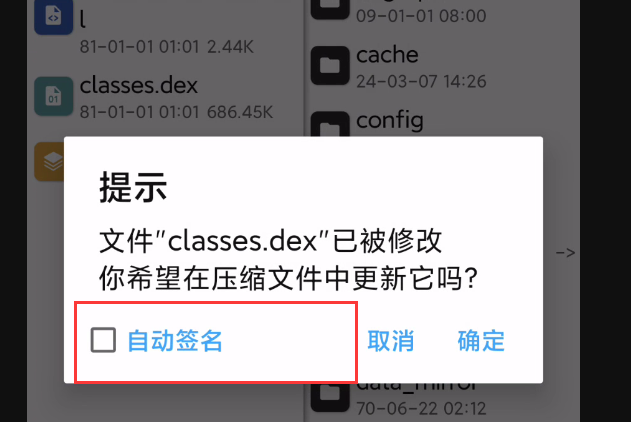 l
81-01-01 01:01 2.44K
classes.dex
81-01-01 01:01 686.45K
09-01-01 08:00
cache
24-03-07 14:26
config
提示
文件"classes.dex"已被修改
你希望在压缩文件中更新它吗?
自动签名
取消
确定
->
data_mirror
70-06-22 02:12